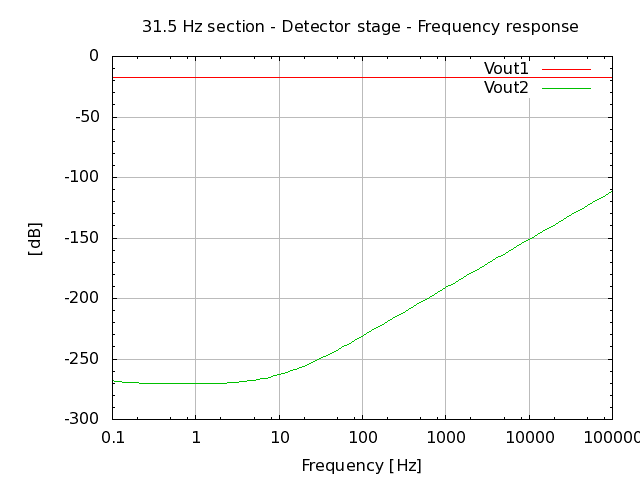 31.5 Hz section - Detector stage - Frequency response
0
-50
-100
-150
-200
-250
-300
[dB]
Vout1
Vout2
0.1 1 10 100 1000 10000 100000
Frequency [Hz]